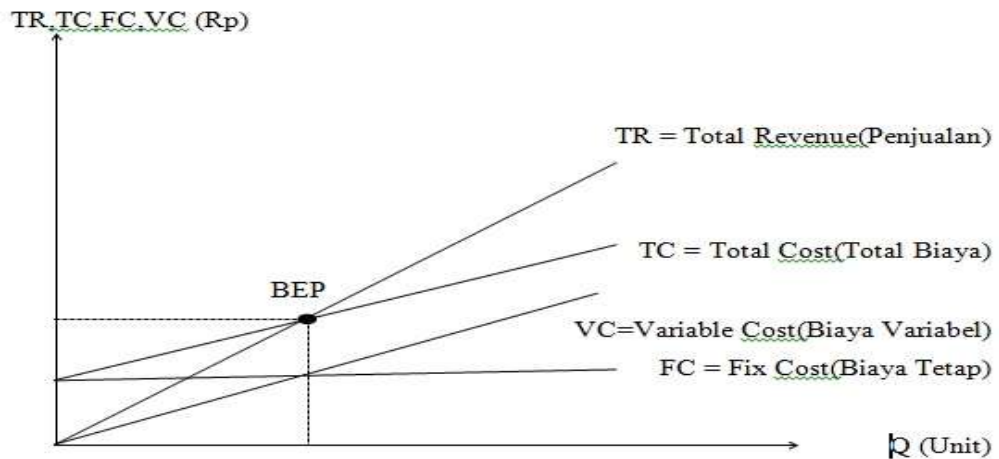 TR,TC,FC,VC (Rp)
TR = Total Revenue(Penjualan)
TC = Total Cost(Total Biaya)
BEP
VC=Variable Cost(Biaya Variabel)
FC = Fix Cost(Biaya Tetap)
Q (Unit)